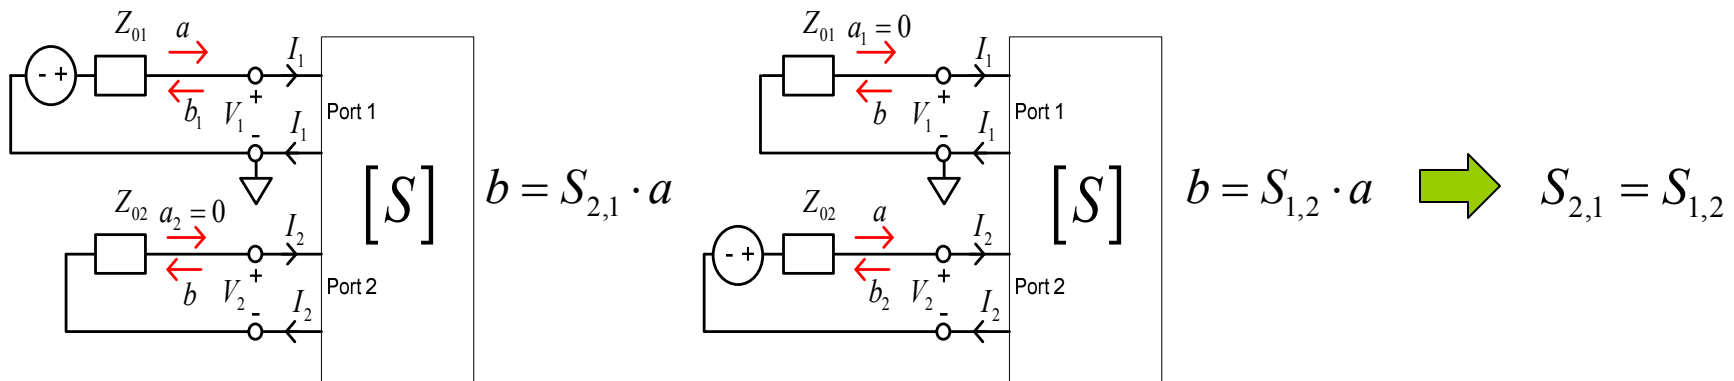 Z₀₁ a I₁
- +
b₁ V₁ + Port 1
- I₁
[S] b = S₂,₁ · a
Z₀₂ a₂ = 0 I₂
b V₂ + Port 2
- I₂
Z₀₁ a₁ = 0 I₁
b V₁ + Port 1
- I₁
[S] b = S₁,₂ · a
Z₀₂ a I₂
- +
b₂ V₂ + Port 2
- I₂
S₂,₁ = S₁,₂